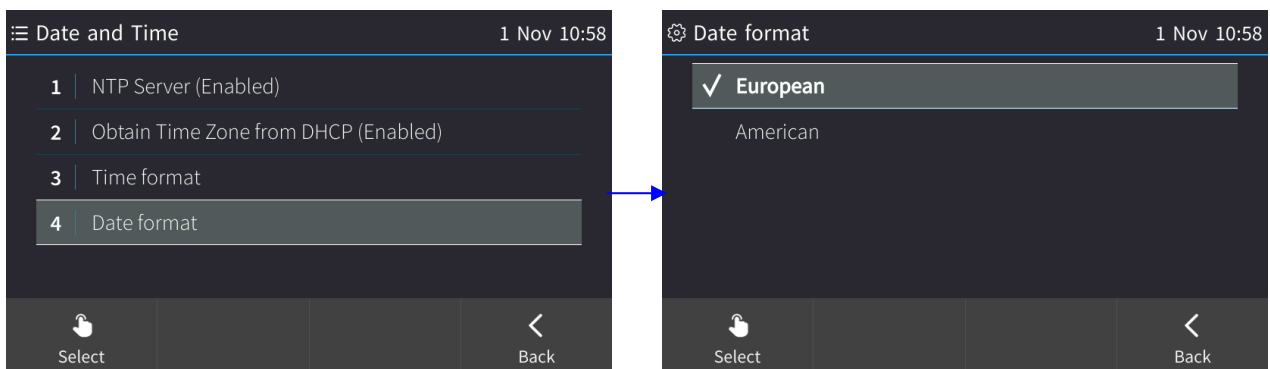 Date and Time 1 Nov 10:58
1 NTP Server (Enabled)
2 Obtain Time Zone from DHCP (Enabled)
3 Time format
4 Date format
Select Back
Date format 1 Nov 10:58
European
American
Select Back